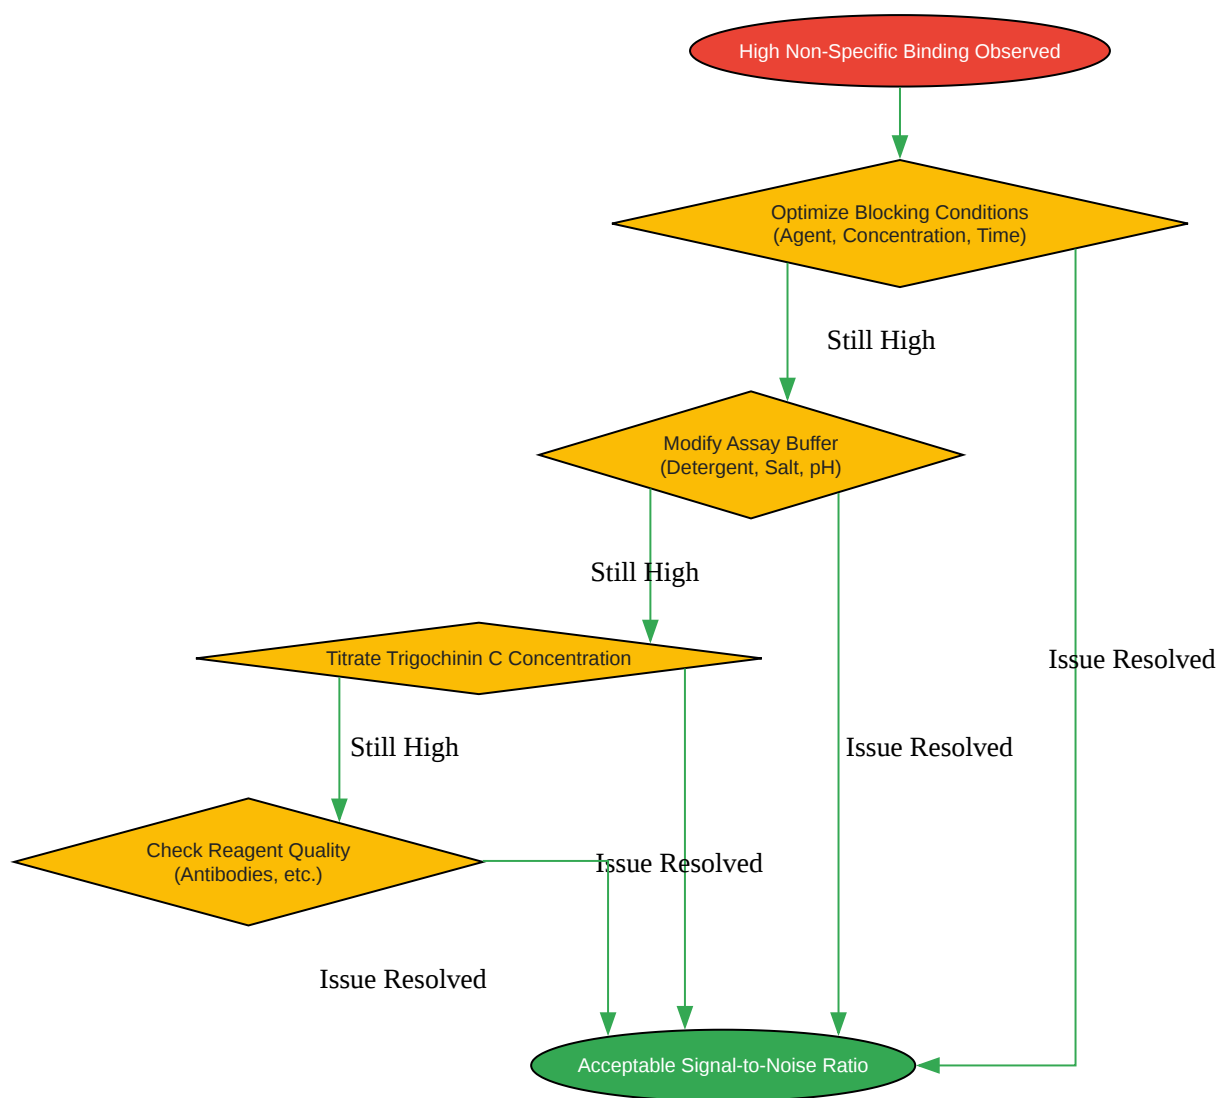 High Non-Specific Binding Observed
Optimize Blocking Conditions
(Agent, Concentration, Time)
Still High
Modify Assay Buffer
(Detergent, Salt, pH)
Still High
Titrate Trigochinin C Concentration
Issue Resolved
Still High
Issue Resolved
Check Reagent Quality
(Antibodies, etc.)
Issue Resolved
Issue Resolved
Acceptable Signal-to-Noise Ratio